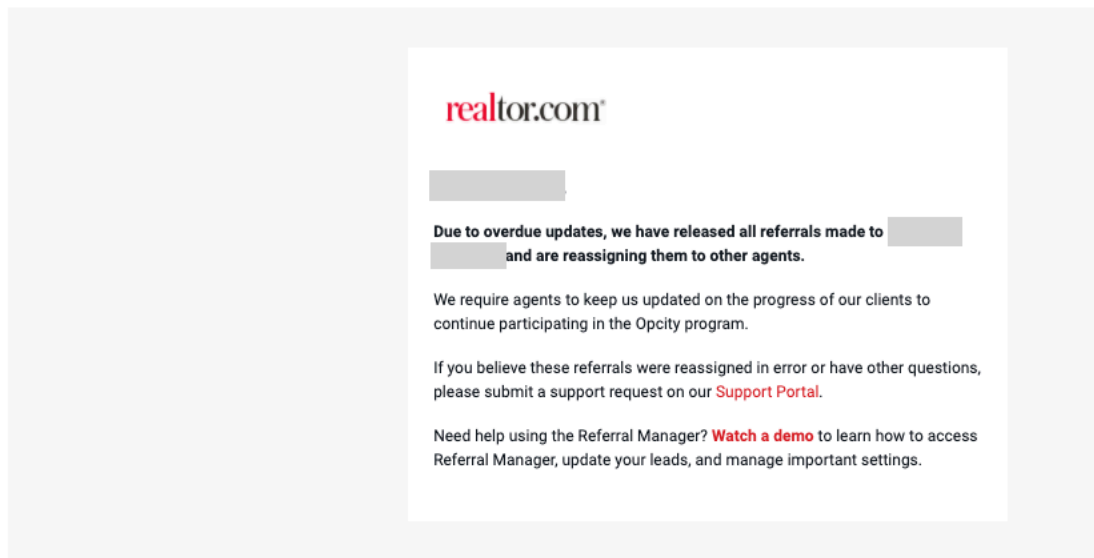 realtor.com®
Due to overdue updates, we have released all referrals made to
and are reassigning them to other agents.
We require agents to keep us updated on the progress of our clients to
continue participating in the Opcity program.
If you believe these referrals were reassigned in error or have other questions,
please submit a support request on our Support Portal.
Need help using the Referral Manager? Watch a demo to learn how to access
Referral Manager, update your leads, and manage important settings.